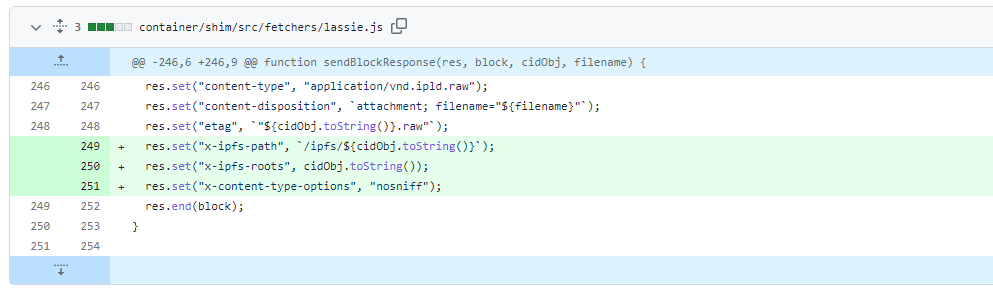 3 container/shim/src/fetchers/lassie.js
@@ -246,6 +246,9 @@ function sendBlockResponse(res, block, cidObj, filename) {
246 246 res.set("content-type", "application/vnd.ipld.raw");
247 247 res.set("content-disposition", `attachment; filename="${filename}"`);
248 248 res.set("etag", `"${cidObj.toString()}.raw"`);
249 + res.set("x-ipfs-path", `/ipfs/${cidObj.toString()}`);
250 + res.set("x-ipfs-roots", cidObj.toString());
251 + res.set("x-content-type-options", "nosniff");
249 252 res.end(block);
250 253 }
251 254